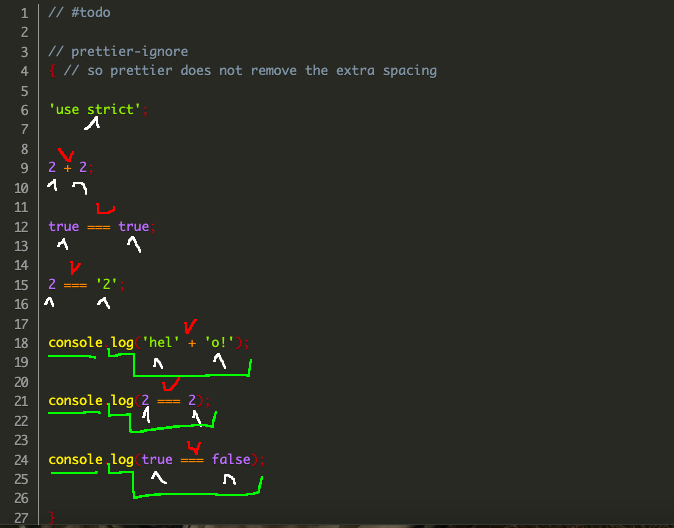 1 // #todo
2
3 // prettier-ignore
4 { // so prettier does not remove the extra spacing
5
6 'use strict';
7
8
9 2 + 2;
10
11
12 true === true;
13
14
15 2 === '2';
16
17
18 console.log('hel' + 'o!');
19
20
21 console.log(2 === 2);
22
23
24 console.log(true === false);
25
26
27 }